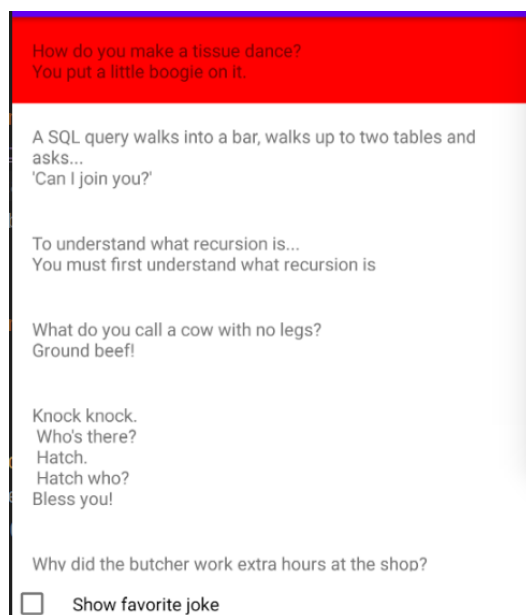 How do you make a tissue dance?
You put a little boogie on it.
A SQL query walks into a bar, walks up to two tables and
asks...
'Can I join you?'
To understand what recursion is...
You must first understand what recursion is
What do you call a cow with no legs?
Ground beef!
Knock knock.
Who's there?
Hatch.
Hatch who?
Bless you!
Why did the butcher work extra hours at the shop?
Show favorite joke